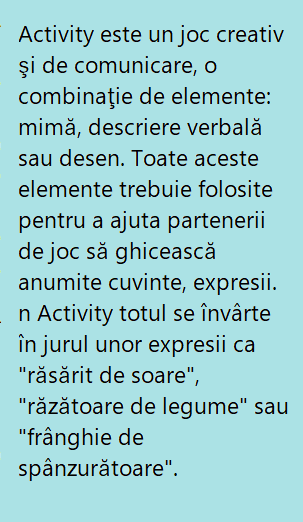 Activity este un joc creativ
şi de comunicare, o
combinaţie de elemente:
mimă, descriere verbală
sau desen. Toate aceste
elemente trebuie folosite
pentru a ajuta partenerii
de joc să ghicească
anumite cuvinte, expresii.
n Activity totul se învârte
în jurul unor expresii ca
"răsărit de soare",
"răzătoare de legume" sau
"frânghie de
spânzurătoare".